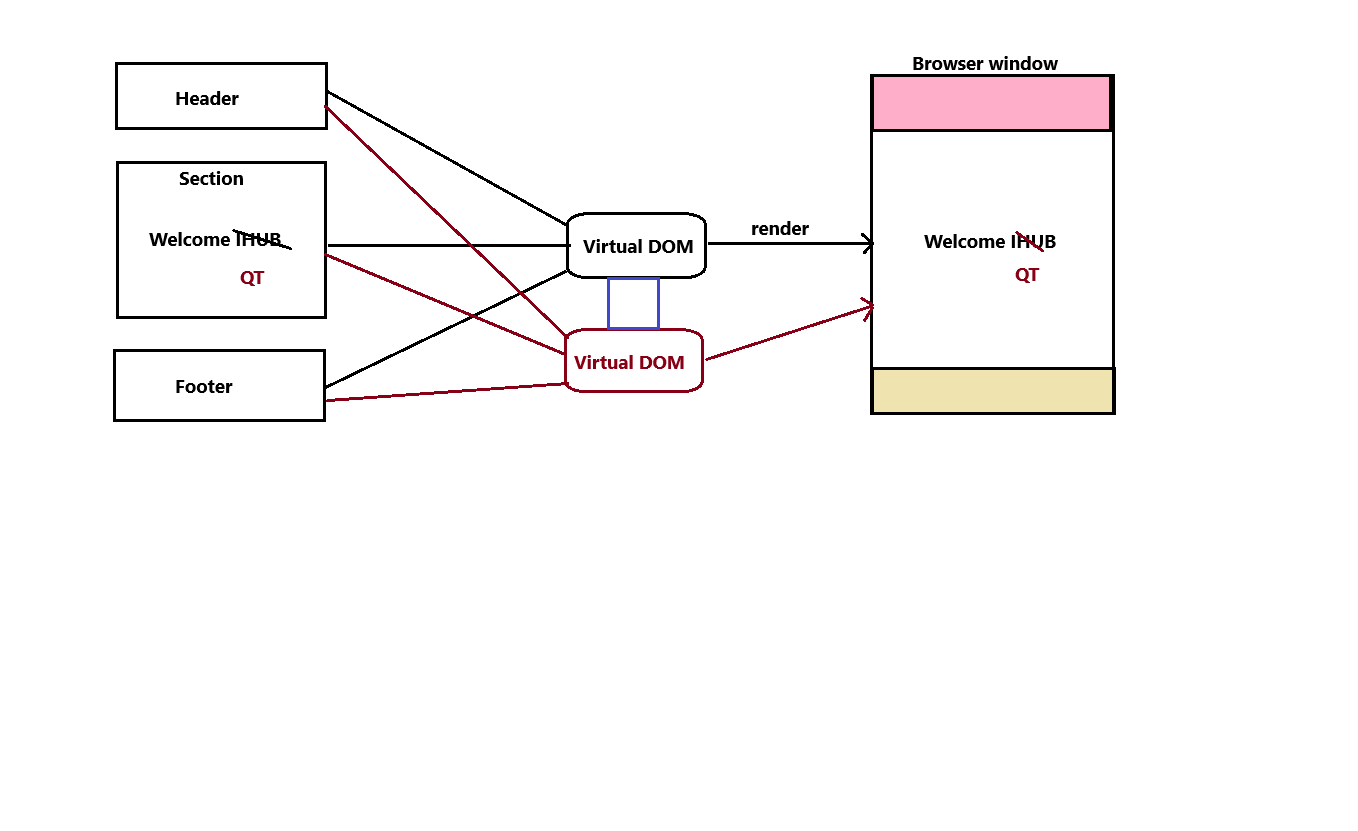 Header
Section
Welcome IHUB
QT
Footer
Virtual DOM
Virtual DOM
render
Browser window
Welcome IHUB
QT